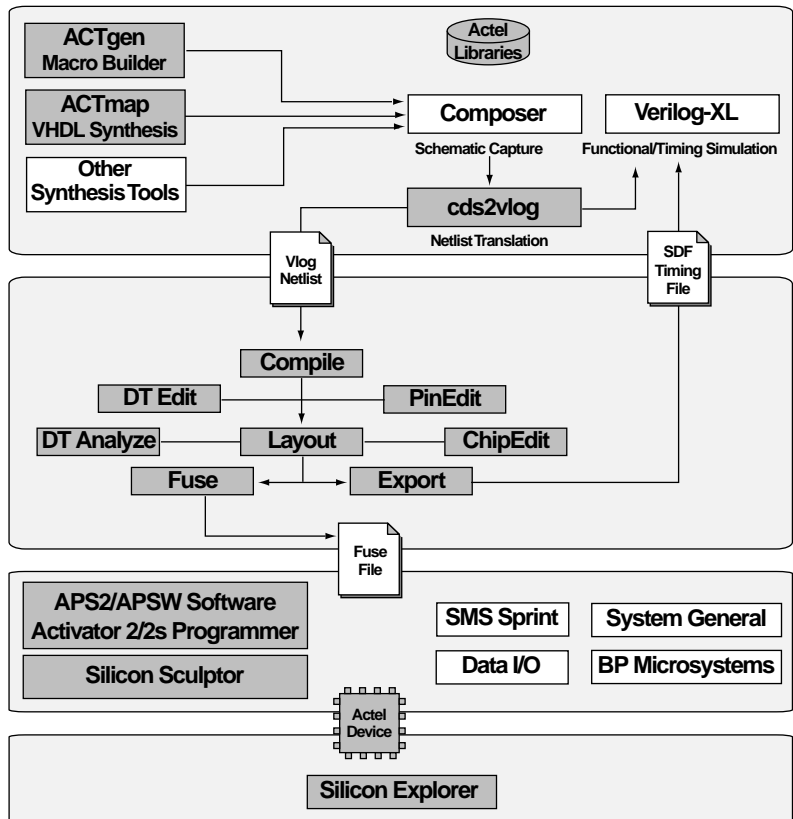 ACTgen
Macro Builder
Actel
Libraries
ACTmap
VHDL Synthesis
Composer
Verilog-XL
Schematic Capture
Functional/Timing Simulation
Other
Synthesis Tools
cds2vlog
Netlist Translation
Vlog
Netlist
SDF
Timing
File
Compile
DT Edit
PinEdit
DT Analyze
Layout
ChipEdit
Fuse
Export
Fuse
File
APS2/APSW Software
Activator 2/2s Programmer
SMS Sprint
System General
Silicon Sculptor
Data I/O
BP Microsystems
Actel
Device
Silicon Explorer